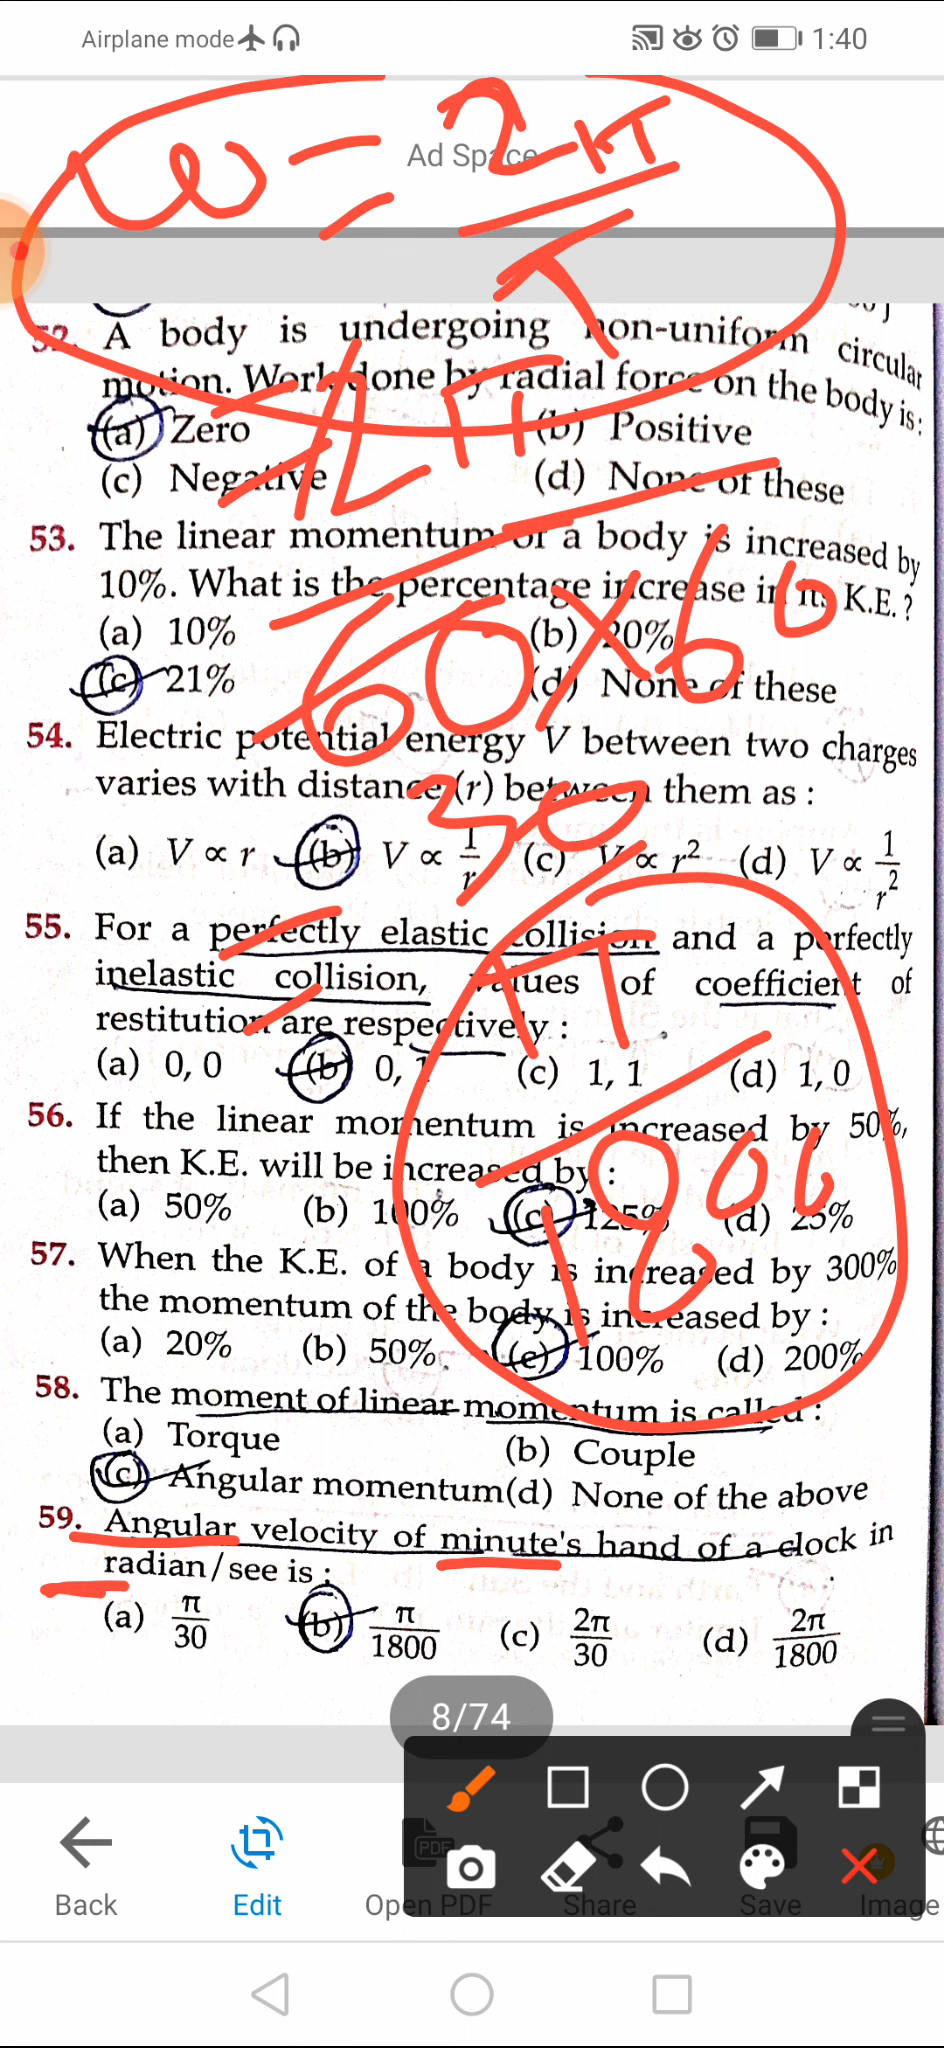 Airplane mode
1:40
ω = 2π
Ad Space
T
=
52. A body is undergoing non-uniform circular
motion. Work done by radial force on the body is:
(a) Zero (b) Positive
(c) Negative (d) None of these
= 2π
60×60
53. The linear momentum of a body is increased by
10%. What is the percentage increase in its K.E.?
(a) 10% (b) 20%
(c) 21% (d) None of these
54. Electric potential energy V between two charges
varies with distance (r) between them as :
30
(a) V ∝ r (b) V ∝ 1/r (c) V ∝ r² (d) V ∝ 1/r²
55. For a perfectly elastic collision and a perfectly
inelastic collision, values of coefficient of
restitution are respectively :
(a) 0, 0 (b) 0, 1 (c) 1, 1 (d) 1, 0
= π
1800
56. If the linear momentum is increased by 50%,
then K.E. will be increased by :
(a) 50% (b) 100% (c) 125% (d) 25%
57. When the K.E. of a body is increased by 300%
the momentum of the body is increased by :
(a) 20% (b) 50% (c) 100% (d) 200%
58. The moment of linear momentum is called :
(a) Torque (b) Couple
(c) Angular momentum (d) None of the above
59. Angular velocity of minute's hand of a clock in
radian/see is :
(a) π/30 (b) π/1800 (c) 2π/30 (d) 2π/1800
8/74
PDF
Back Edit Open PDF Share Save Image